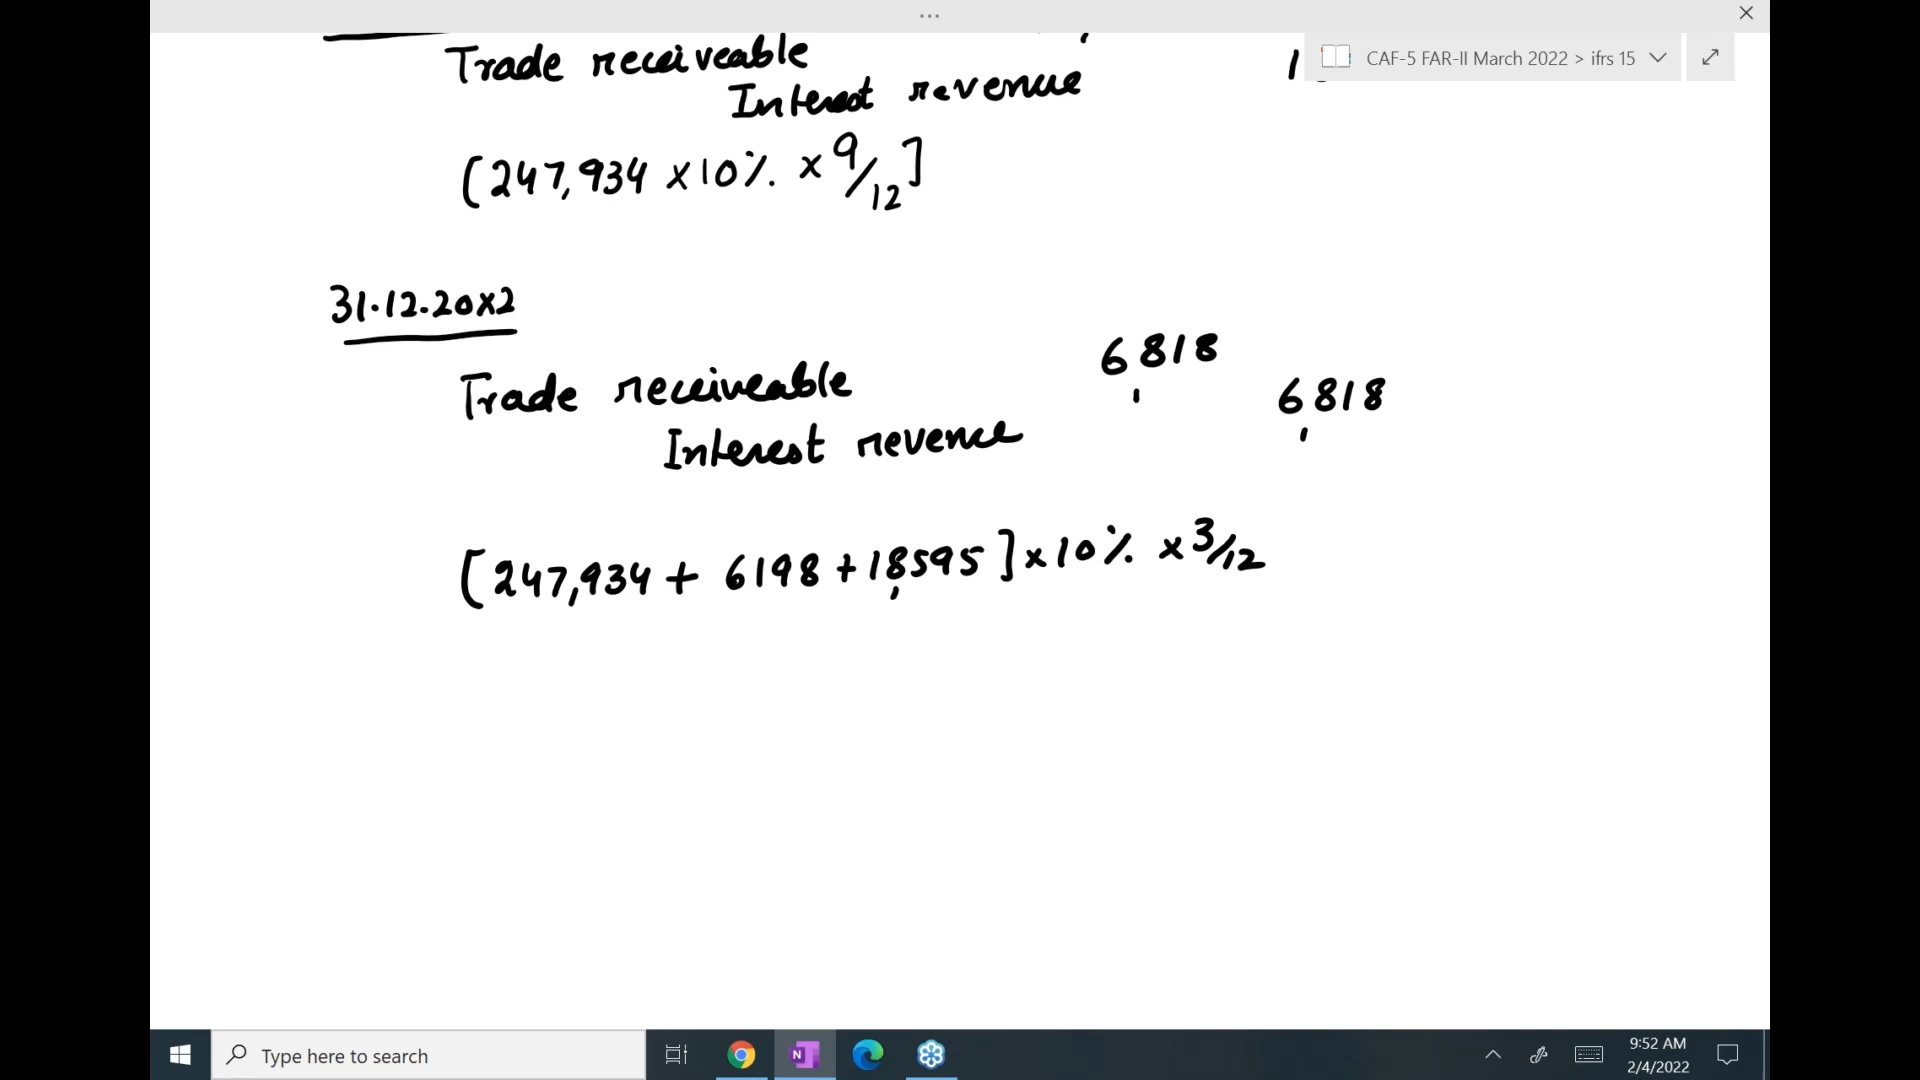 Trade receiveable
CAF-5 FAR-II March 2022 > ifrs 15
Interest revenue
[247,934 x10% x 9/12]
31.12.20x2
Trade receiveable 6,818
Interest revenue 6,818
[247,934 + 6198 + 18,595] x 10% x 3/12
Type here to search
9:52 AM
2/4/2022